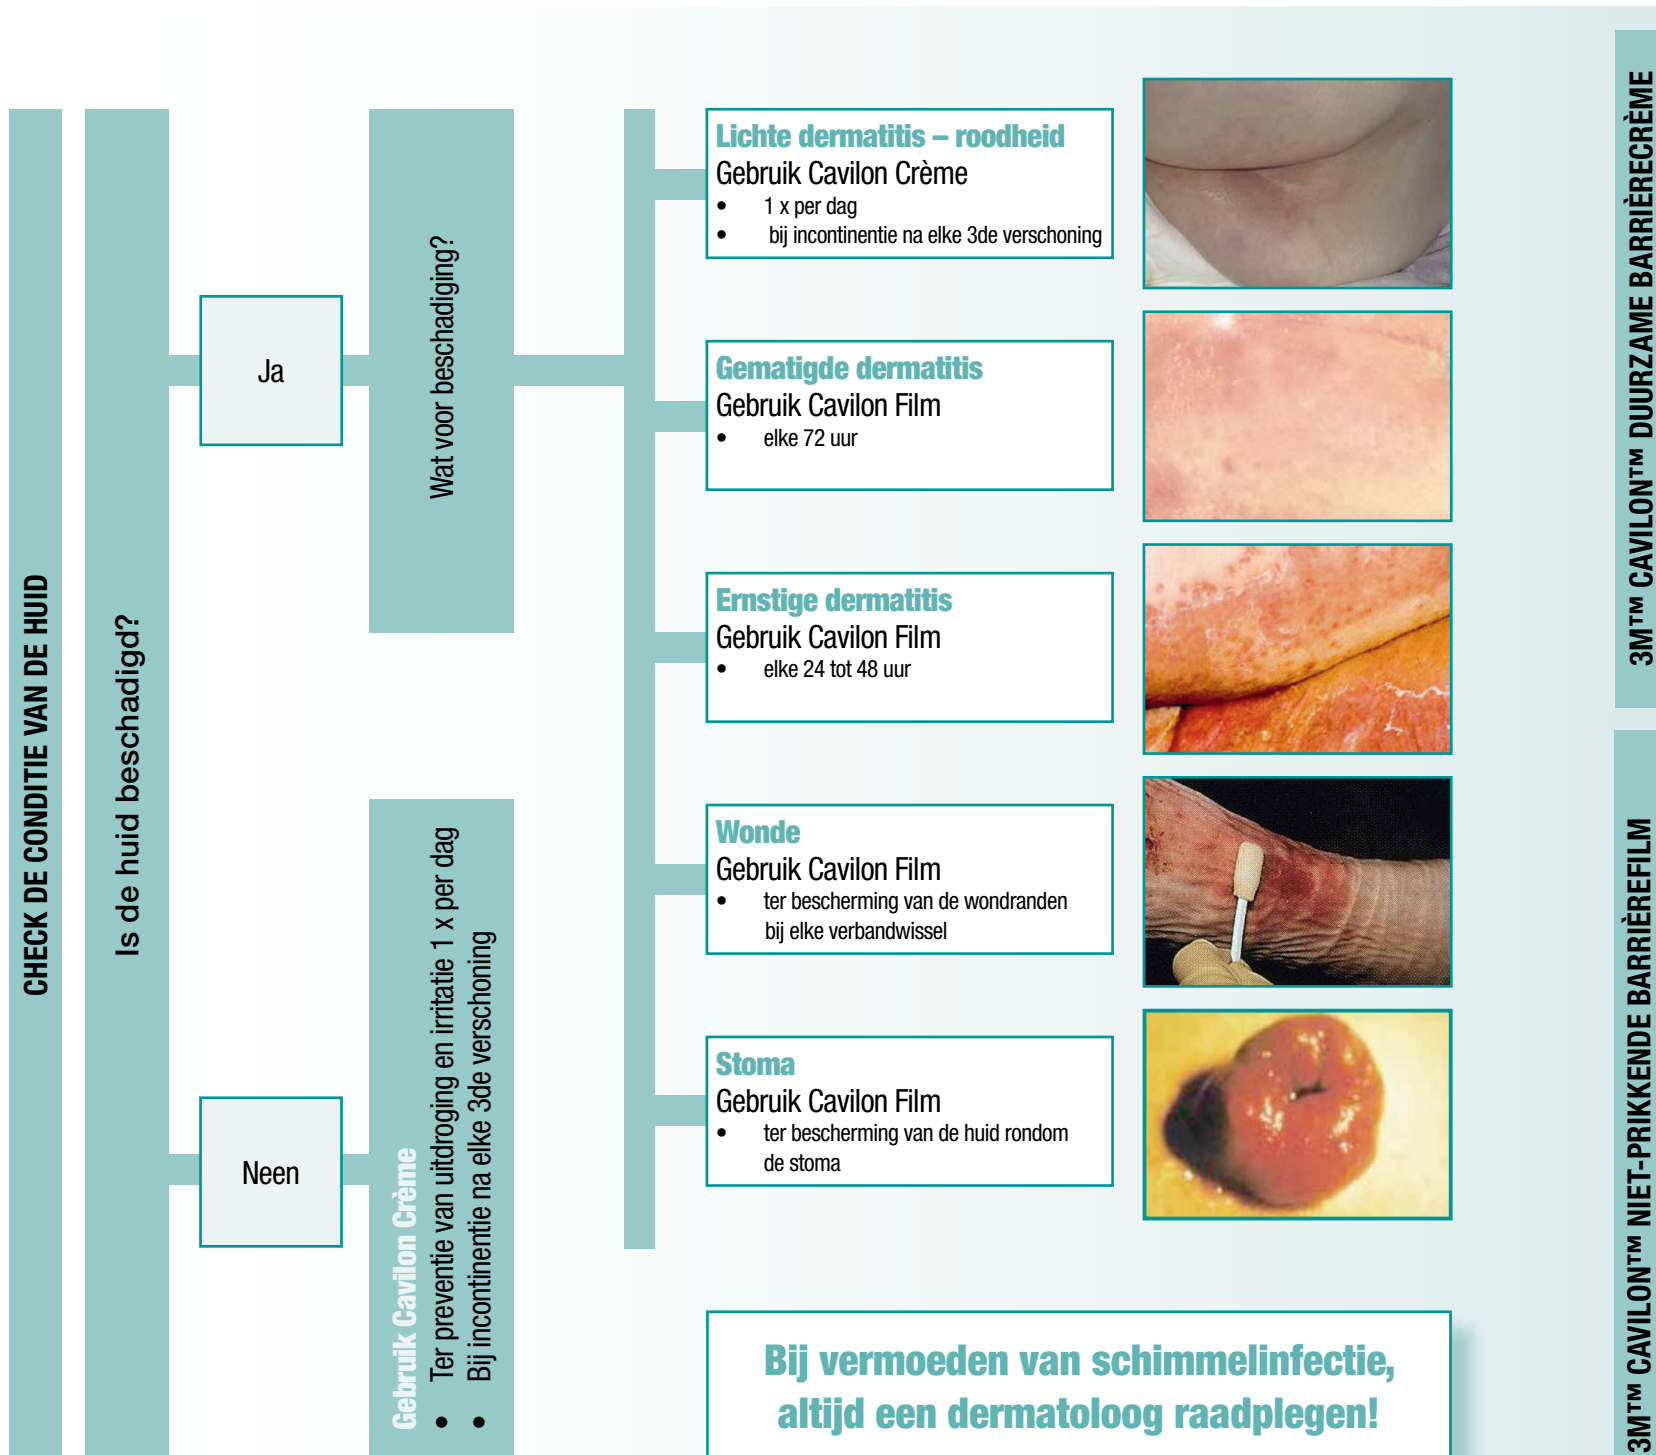 CHECK DE CONDITIE VAN DE HUID
Is de huid beschadigd?
Ja
Wat voor beschadiging?
Lichte dermatitis – roodheid
Gebruik Cavilon Crème
• 1 x per dag
• bij incontinentie na elke 3de verschoning
Gematigde dermatitis
Gebruik Cavilon Film
• elke 72 uur
Ernstige dermatitis
Gebruik Cavilon Film
• elke 24 tot 48 uur
Wonde
Gebruik Cavilon Film
• ter bescherming van de wondranden
bij elke verbandwissel
Stoma
Gebruik Cavilon Film
• ter bescherming van de huid rondom
de stoma
Neen
Gebruik Cavilon Crème
• Ter preventie van uitdroging en irritatie 1 x per dag
• Bij incontinentie na elke 3de verschoning
Bij vermoeden van schimmelinfectie,
altijd een dermatoloog raadplegen!
3M™ CAVILON™ DUURZAME BARRIÈRECRÈME
3M™ CAVILON™ NIET-PRIKKENDE BARRIÈREFILM